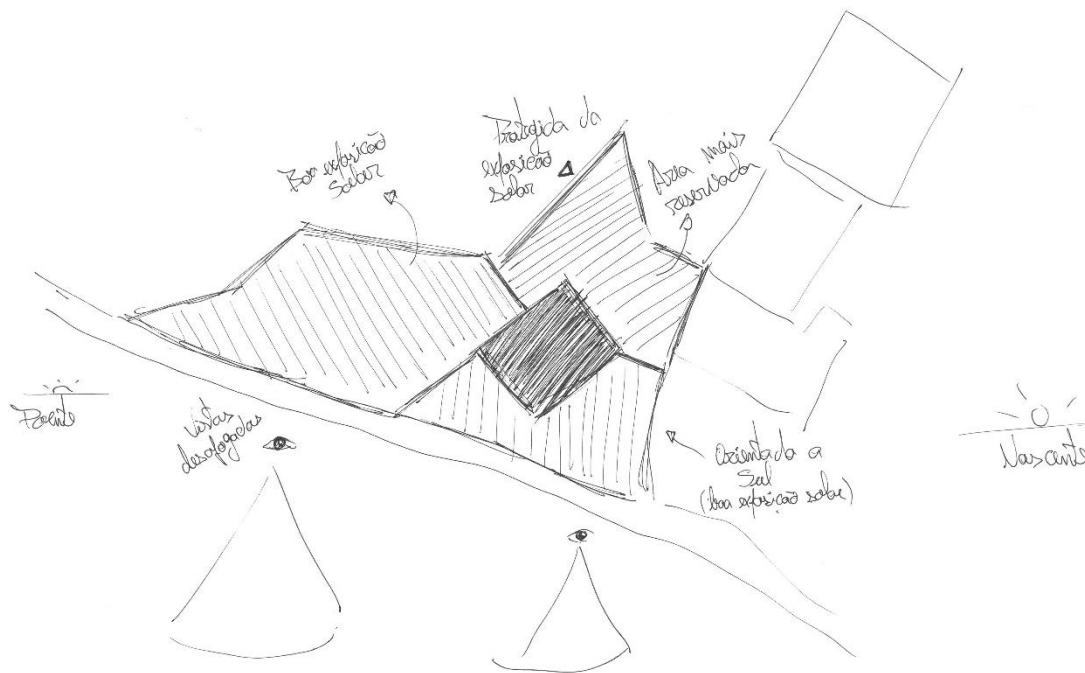 Boa exposição
solar
Protegida da
exposição
solar
Área mais
reservada
Poente
vistas
desafogadas
Nascente
Orientada a
Sul
(boa exposição solar)